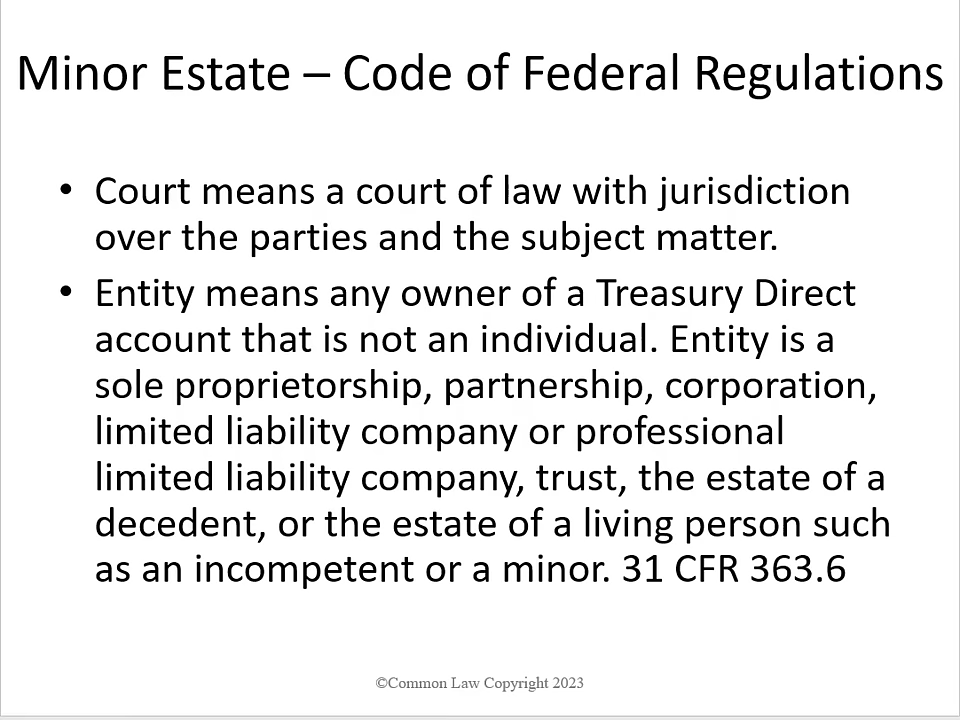 Minor Estate – Code of Federal Regulations
• Court means a court of law with jurisdiction
over the parties and the subject matter.
• Entity means any owner of a Treasury Direct
account that is not an individual. Entity is a
sole proprietorship, partnership, corporation,
limited liability company or professional
limited liability company, trust, the estate of a
decedent, or the estate of a living person such
as an incompetent or a minor. 31 CFR 363.6
©Common Law Copyright 2023